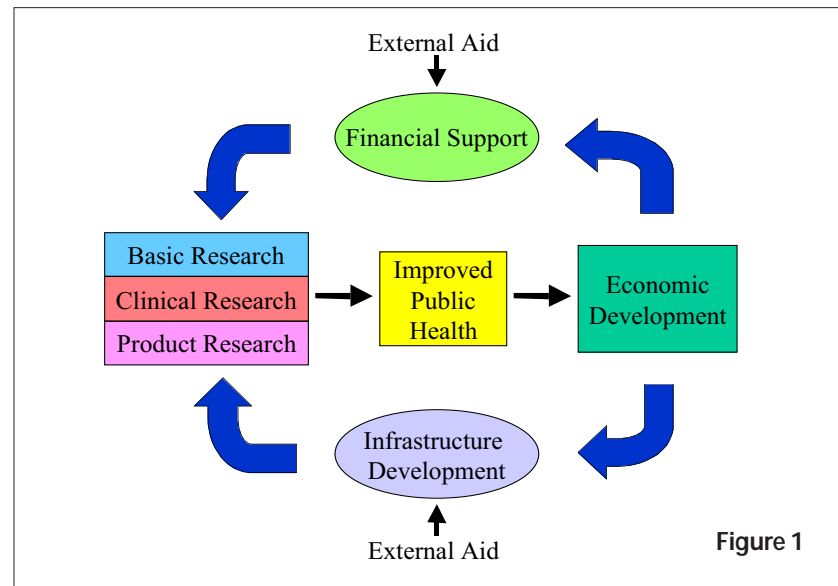 External Aid
Financial Support
Basic Research
Clinical Research
Product Research
Improved
Public
Health
Economic
Development
Infrastructure
Development
External Aid
Figure 1